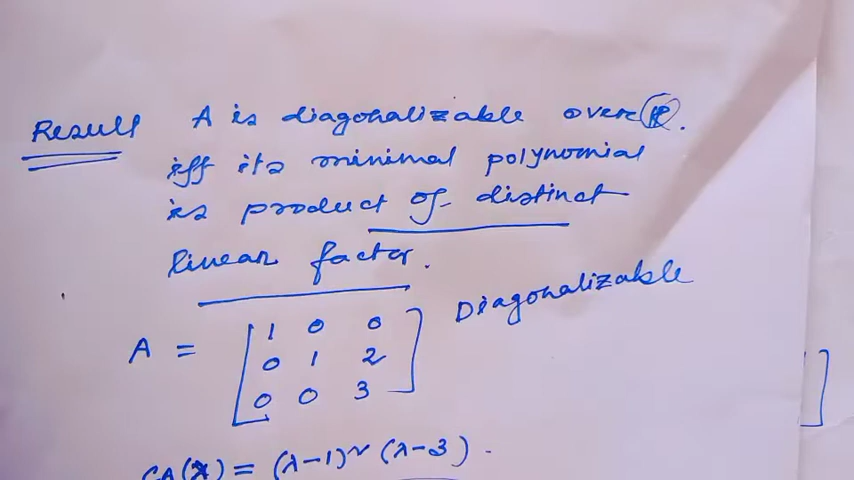 Result A is diagonalizable over ℝ.
iff its minimal polynomial
is product of distinct
linear factor.
A = [1 0 0 Diagonalizable
0 1 2
0 0 3]
]
CA(λ) = (λ-1)² (λ-3).